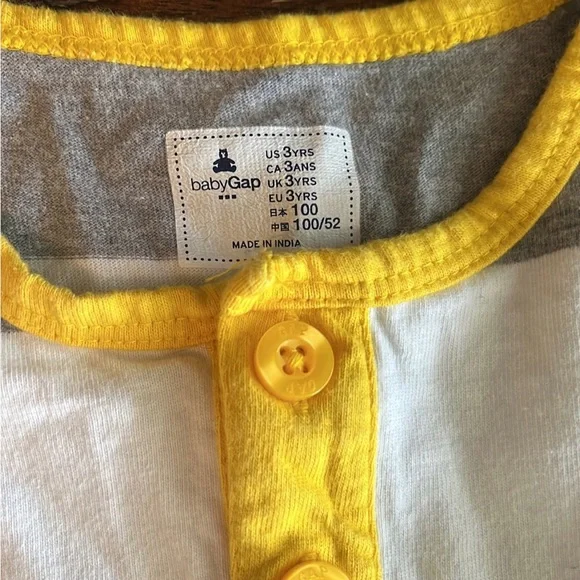 babyGap
US 3YRS
CA 3ANS
UK 3YRS
EU 3YRS
日本 100
中国 100/52
MADE IN INDIA